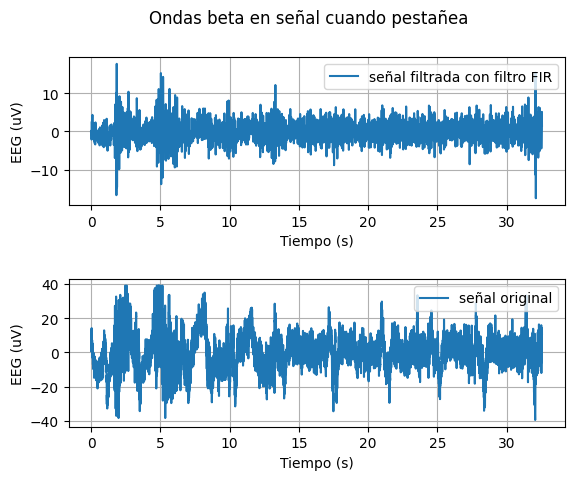 Ondas beta en señal cuando pestañea
señal filtrada con filtro FIR
EEG (uV)
10
0
−10
0 5 10 15 20 25 30
Tiempo (s)
señal original
EEG (uV)
40
20
0
−20
−40
0 5 10 15 20 25 30
Tiempo (s)